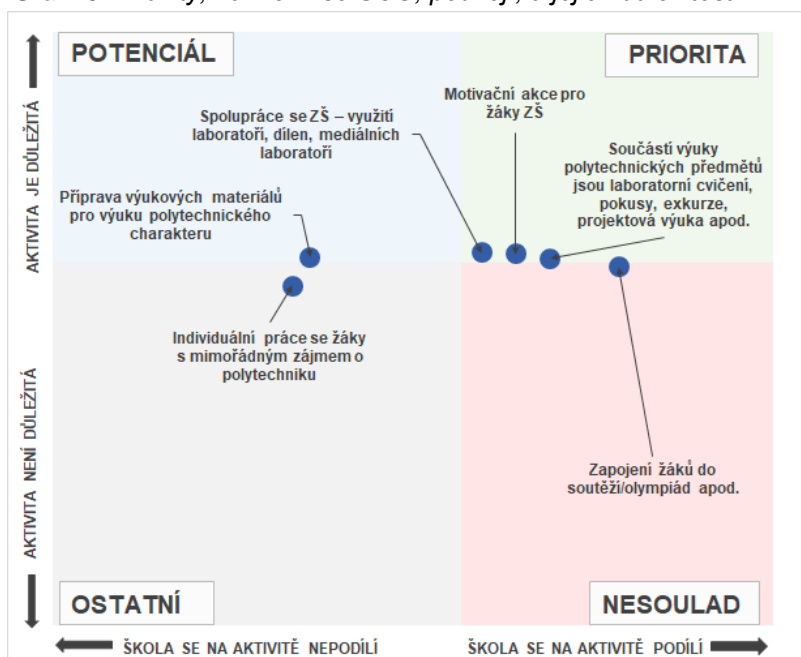 POTENCIÁL
PRIORITA
Motivační akce pro
žáky ZŠ
Spolupráce se ZŠ – využití
laboratoří, dílen, mediálních
laboratoří
Součástí výuky
polytechnických předmětů
jsou laboratorní cvičení,
pokusy, exkurze,
projektová výuka apod.
Příprava výukových materiálů
pro výuku polytechnického
charakteru
Individuální práce se žáky
s mimořádným zájmem o
polytechniku
Zapojení žáků do
soutěží/olympiád apod.
AKTIVITA JE DŮLEŽITÁ
AKTIVITA NENÍ DŮLEŽITÁ
OSTATNÍ
NESOULAD
ŠKOLA SE NA AKTIVITĚ NEPODÍLÍ
ŠKOLA SE NA AKTIVITĚ PODÍLÍ